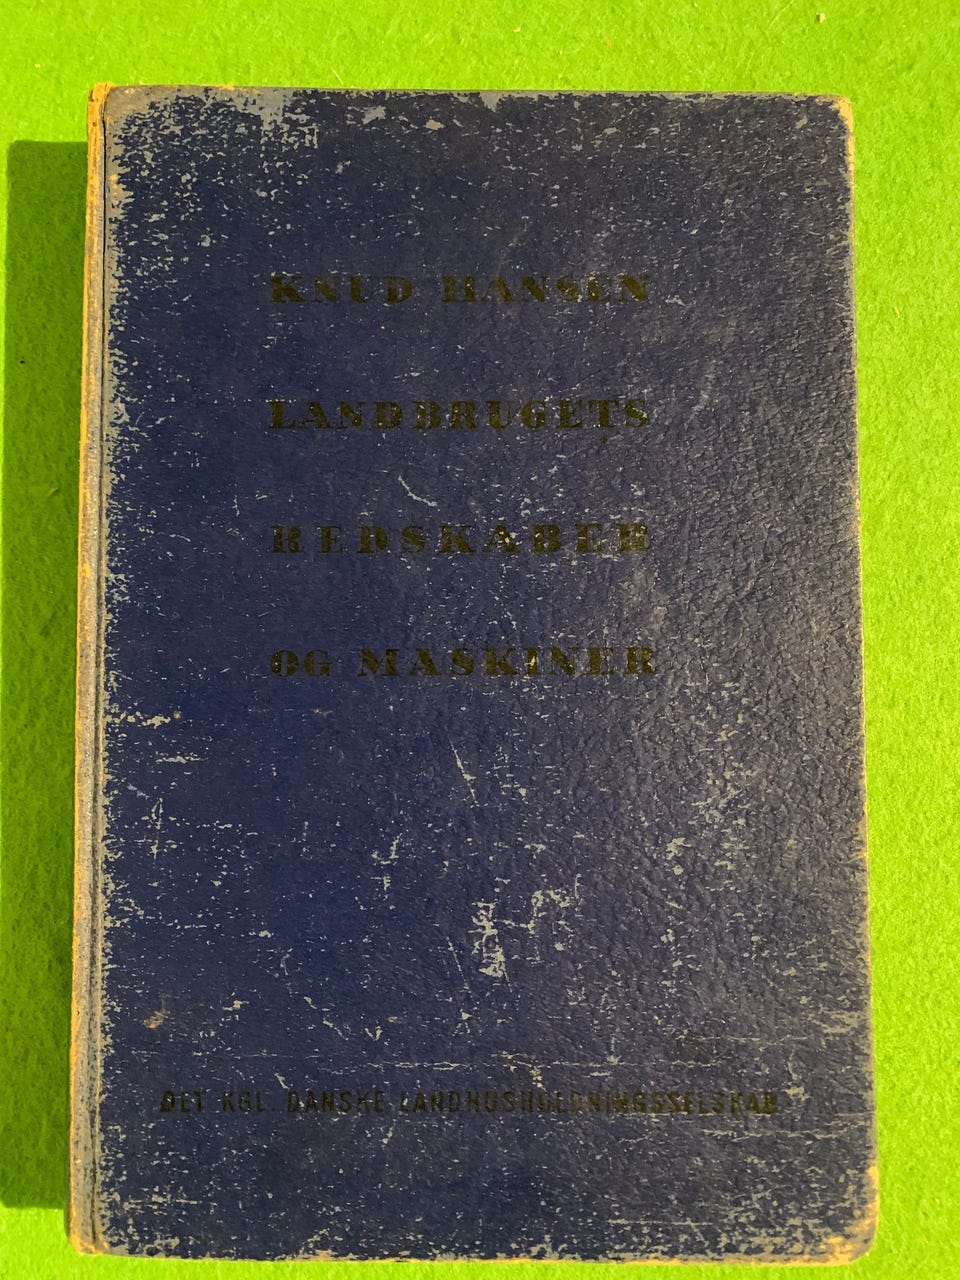 KNUD HANSEN
LANDBRUGETS
REDSKABER
OG MASKINER
DET KGL. DANSKE LANDHUSHOLDNINGSSELSKAB